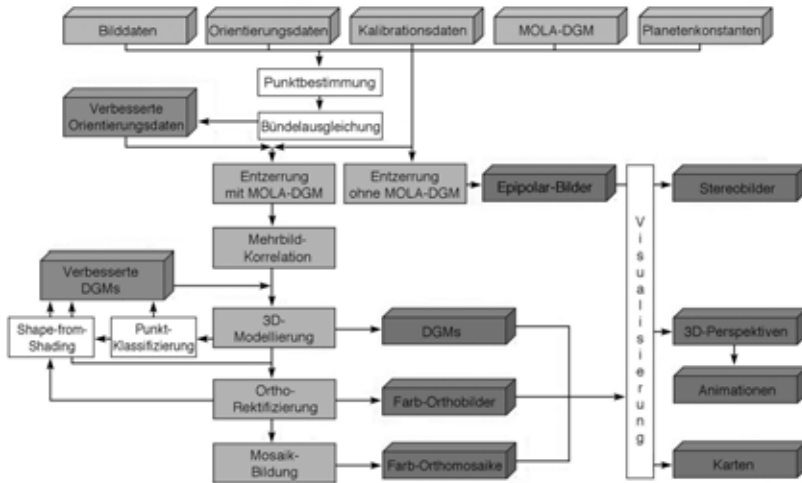 Bilddaten
Orientierungsdaten
Kalibrationsdaten
MOLA-DGM
Planetenkonstanten
Punktbestimmung
Verbesserte
Orientierungsdaten
Bündelausgleichung
Entzerrung
mit MOLA-DGM
Entzerrung
ohne MOLA-DGM
Epipolar-Bilder
Stereobilder
Mehrbild-
Korrelation
Visualisierung
Verbesserte
DGMs
Shape-from-
Shading
Punkt-
Klassifizierung
3D-
Modellierung
DGMs
3D-Perspektiven
Animationen
Ortho-
Rektifizierung
Farb-Orthobilder
Mosaik-
Bildung
Farb-Orthomosaike
Karten